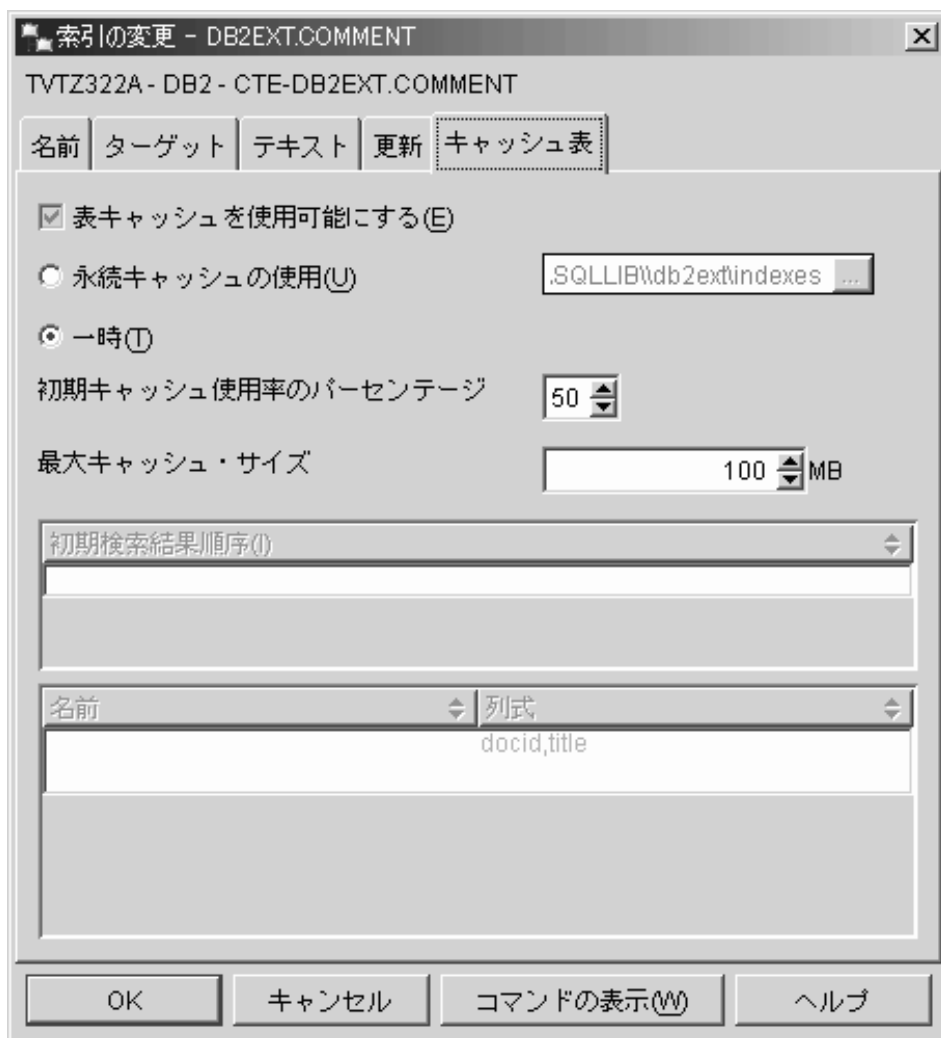 索引の変更 - DB2EXT.COMMENT
TVTZ322A - DB2 - CTE-DB2EXT.COMMENT
名前 ターゲット テキスト 更新 キャッシュ表
表キャッシュを使用可能にする(E)
永続キャッシュの使用(U) .SQLLIB\\db2ext\indexes ...
一時(T)
初期キャッシュ使用率のパーセンテージ 50
最大キャッシュ・サイズ 100 MB
初期検索結果順序(I)
名前 列式
docid,title
OK キャンセル コマンドの表示(W) ヘルプ